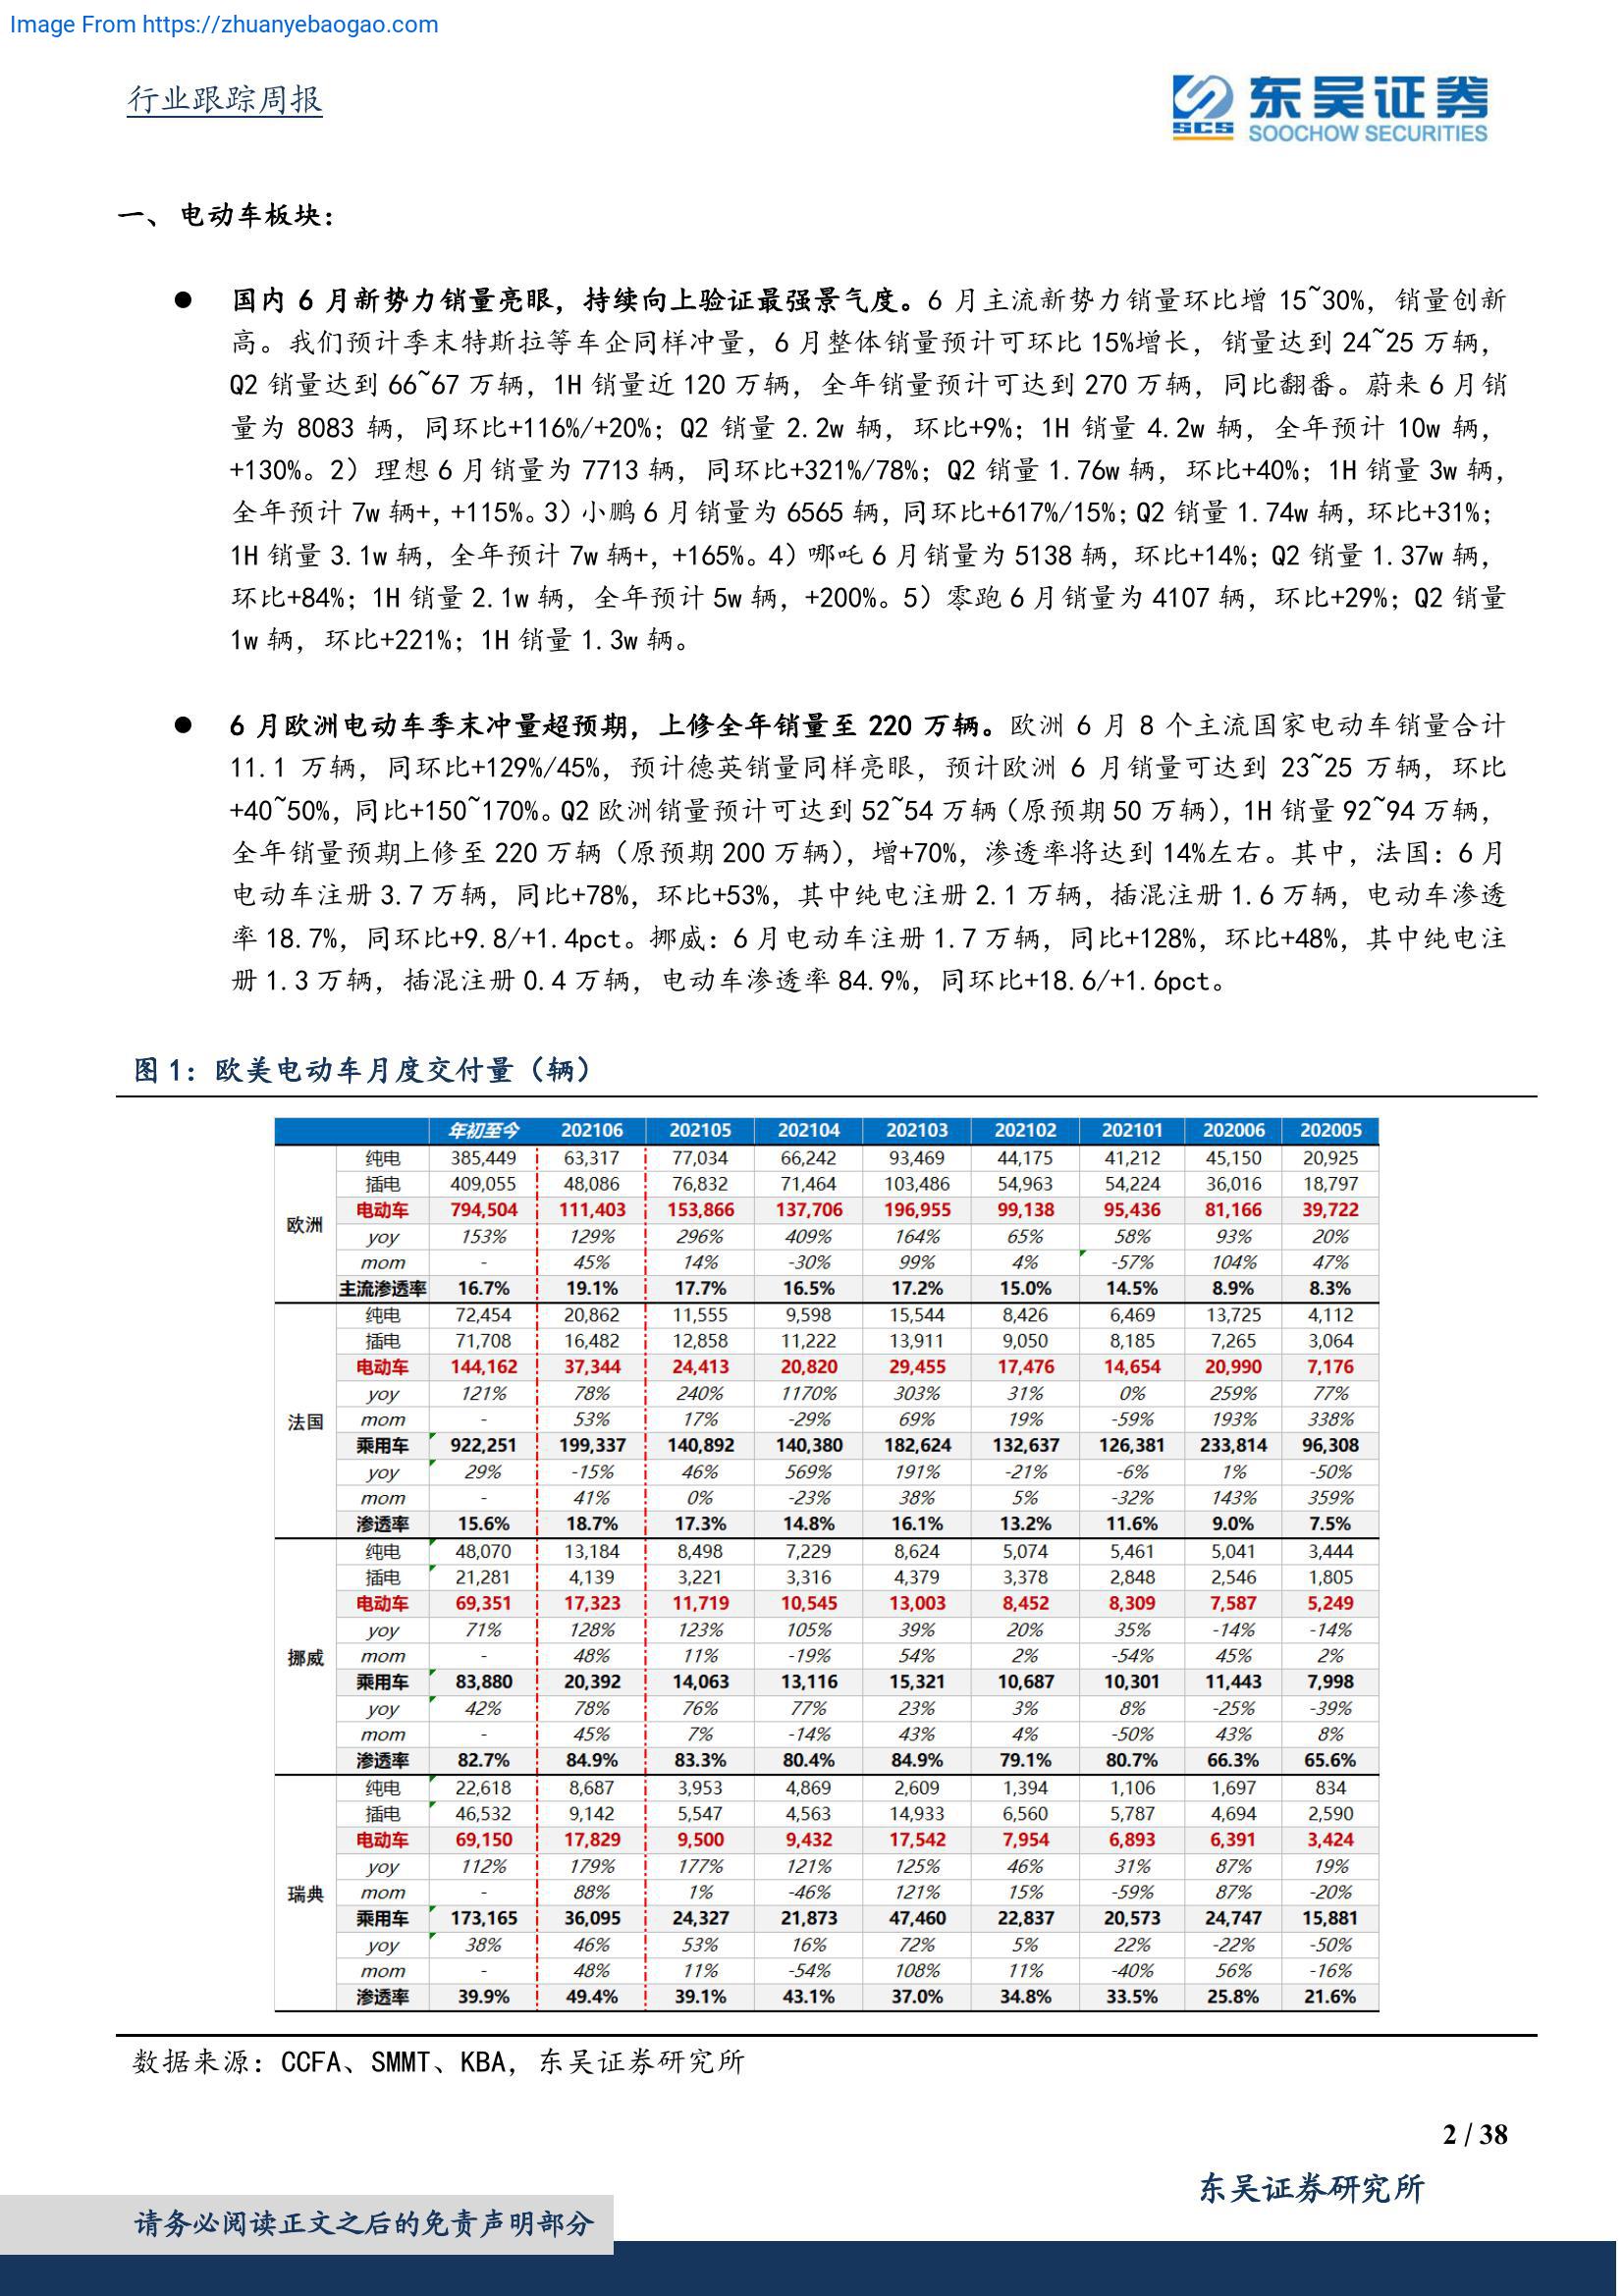 Image From https://zhuanyebaogao.com
行业跟踪周报
东吴证券
SCS
SOOCHOW SECURITIES
一、 电动车板块：
● 国内 6 月新势力销量亮眼，持续向上验证最强景气度。6 月主流新势力销量环比增 15~30%，销量创新
高。我们预计季末特斯拉等车企同样冲量，6 月整体销量预计可环比 15%增长，销量达到 24~25 万辆，
Q2 销量达到 66~67 万辆，1H 销量近 120 万辆，全年销量预计可达到 270 万辆，同比翻番。蔚来 6 月销
量为 8083 辆，同环比+116%/+20%；Q2 销量 2.2w 辆，环比+9%；1H 销量 4.2w 辆，全年预计 10w 辆，
+130%。2）理想 6 月销量为 7713 辆，同环比+321%/78%；Q2 销量 1.76w 辆，环比+40%；1H 销量 3w 辆，
全年预计 7w 辆+，+115%。3）小鹏 6 月销量为 6565 辆，同环比+617%/15%；Q2 销量 1.74w 辆，环比+31%；
1H 销量 3.1w 辆，全年预计 7w 辆+，+165%。4）哪吒 6 月销量为 5138 辆，环比+14%；Q2 销量 1.37w 辆，
环比+84%；1H 销量 2.1w 辆，全年预计 5w 辆，+200%。5）零跑 6 月销量为 4107 辆，环比+29%；Q2 销量
1w 辆，环比+221%；1H 销量 1.3w 辆。
● 6 月欧洲电动车季末冲量超预期，上修全年销量至 220 万辆。欧洲 6 月 8 个主流国家电动车销量合计
11.1 万辆，同环比+129%/45%，预计德英销量同样亮眼，预计欧洲 6 月销量可达到 23~25 万辆，环比
+40~50%，同比+150~170%。Q2 欧洲销量预计可达到 52~54 万辆（原预期 50 万辆），1H 销量 92~94 万辆，
全年销量预期上修至 220 万辆（原预期 200 万辆），增+70%，渗透率将达到 14%左右。其中，法国：6 月
电动车注册 3.7 万辆，同比+78%，环比+53%，其中纯电注册 2.1 万辆，插混注册 1.6 万辆，电动车渗透
率 18.7%，同环比+9.8/+1.4pct。挪威：6 月电动车注册 1.7 万辆，同比+128%，环比+48%，其中纯电注
册 1.3 万辆，插混注册 0.4 万辆，电动车渗透率 84.9%，同环比+18.6/+1.6pct。
图 1：欧美电动车月度交付量（辆）
年初至今 202106 202105 202104 202103 202102 202101 202006 202005
欧洲
纯电 385,449 63,317 77,034 66,242 93,469 44,175 41,212 45,150 20,925
插电 409,055 48,086 76,832 71,464 103,486 54,963 54,224 36,016 18,797
电动车 794,504 111,403 153,866 137,706 196,955 99,138 95,436 81,166 39,722
yoy 153% 129% 296% 409% 164% 65% 58% 93% 20%
mom - 45% 14% -30% 99% 4% -57% 104% 47%
主流渗透率 16.7% 19.1% 17.7% 16.5% 17.2% 15.0% 14.5% 8.9% 8.3%
法国
纯电 72,454 20,862 11,555 9,598 15,544 8,426 6,469 13,725 4,112
插电 71,708 16,482 12,858 11,222 13,911 9,050 8,185 7,265 3,064
电动车 144,162 37,344 24,413 20,820 29,455 17,476 14,654 20,990 7,176
yoy 121% 78% 240% 1170% 303% 31% 0% 259% 77%
mom - 53% 17% -29% 69% 19% -59% 193% 338%
乘用车 922,251 199,337 140,892 140,380 182,624 132,637 126,381 233,814 96,308
yoy 29% -15% 46% 569% 191% -21% -6% 1% -50%
mom - 41% 0% -23% 38% 5% -32% 143% 359%
渗透率 15.6% 18.7% 17.3% 14.8% 16.1% 13.2% 11.6% 9.0% 7.5%
挪威
纯电 48,070 13,184 8,498 7,229 8,624 5,074 5,461 5,041 3,444
插电 21,281 4,139 3,221 3,316 4,379 3,378 2,848 2,546 1,805
电动车 69,351 17,323 11,719 10,545 13,003 8,452 8,309 7,587 5,249
yoy 71% 128% 123% 105% 39% 20% 35% -14% -14%
mom - 48% 11% -19% 54% 2% -54% 45% 2%
乘用车 83,880 20,392 14,063 13,116 15,321 10,687 10,301 11,443 7,998
yoy 42% 78% 76% 77% 23% 3% 8% -25% -39%
mom - 45% 7% -14% 43% 4% -50% 43% 8%
渗透率 82.7% 84.9% 83.3% 80.4% 84.9% 79.1% 80.7% 66.3% 65.6%
瑞典
纯电 22,618 8,687 3,953 4,869 2,609 1,394 1,106 1,697 834
插电 46,532 9,142 5,547 4,563 14,933 6,560 5,787 4,694 2,590
电动车 69,150 17,829 9,500 9,432 17,542 7,954 6,893 6,391 3,424
yoy 112% 179% 177% 121% 125% 46% 31% 87% 19%
mom - 88% 1% -46% 121% 15% -59% 87% -20%
乘用车 173,165 36,095 24,327 21,873 47,460 22,837 20,573 24,747 15,881
yoy 38% 46% 53% 16% 72% 5% 22% -22% -50%
mom - 48% 11% -54% 108% 11% -40% 56% -16%
渗透率 39.9% 49.4% 39.1% 43.1% 37.0% 34.8% 33.5% 25.8% 21.6%
数据来源：CCFA、SMMT、KBA，东吴证券研究所
2 / 38
东吴证券研究所
请务必阅读正文之后的免责声明部分